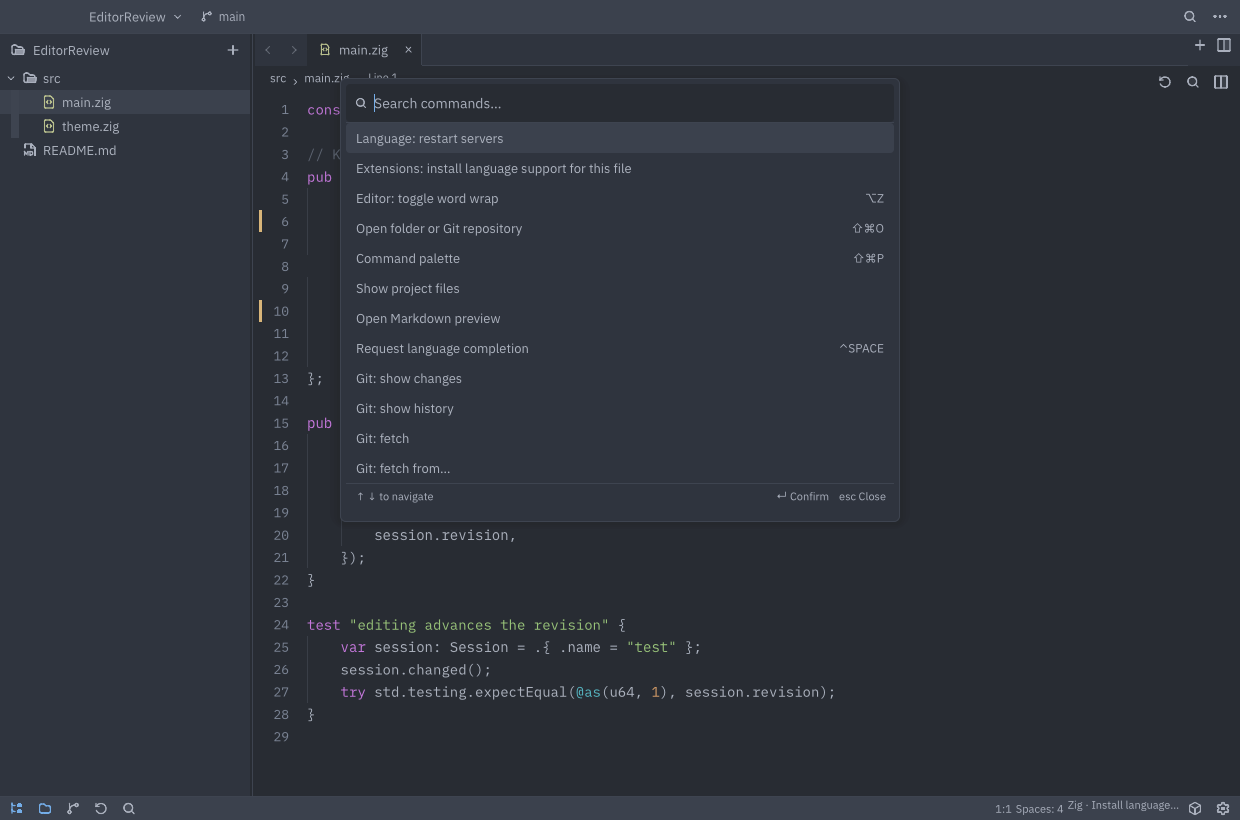 EditorReview main
EditorReview
src
main.zig
theme.zig
README.md
main.zig
src > main.zig Line 1
Search commands...
Language: restart servers
Extensions: install language support for this file
Editor: toggle word wrap ⌥Z
Open folder or Git repository ⇧⌘O
Command palette ⇧⌘P
Show project files
Open Markdown preview
Request language completion ^SPACE
Git: show changes
Git: show history
Git: fetch
Git: fetch from...
↑ ↓ to navigate ↵ Confirm esc Close
1 cons
2
3 // K
4 pub
5
6
7
8
9
10
11
12
13 };
14
15 pub
16
17
18
19
20 session.revision,
21 });
22 }
23
24 test "editing advances the revision" {
25 var session: Session = .{ .name = "test" };
26 session.changed();
27 try std.testing.expectEqual(@as(u64, 1), session.revision);
28 }
29
1:1 Spaces: 4 Zig · Install language...